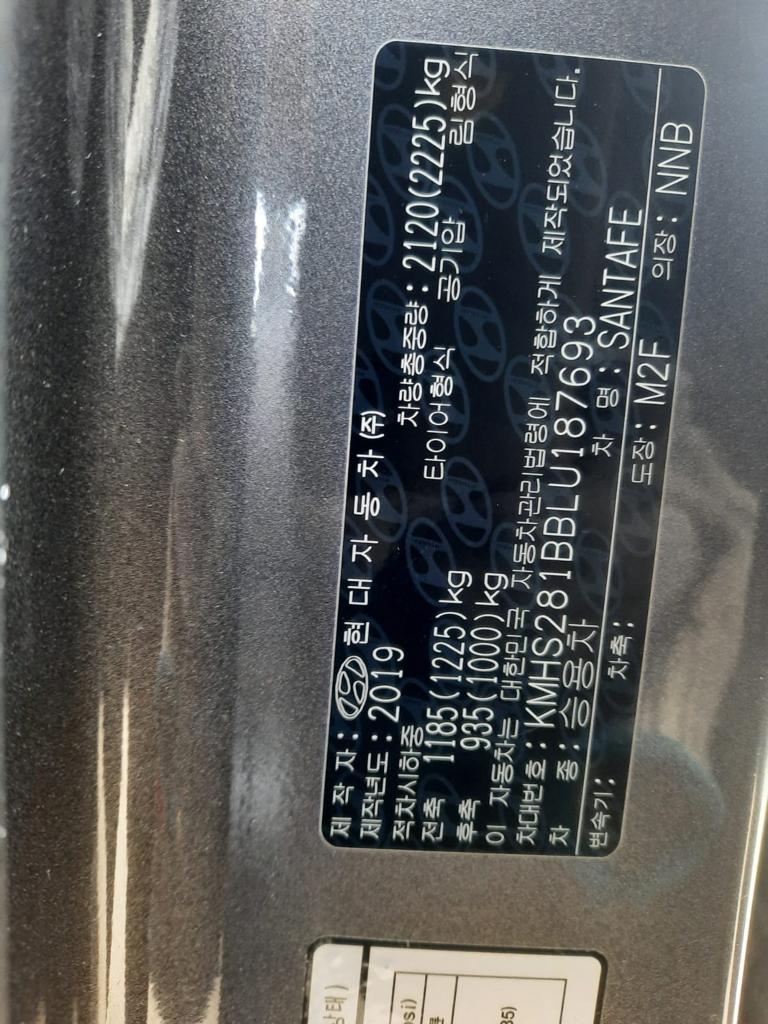 제 작 자: 현 대 자 동 차 (주)
제작년도: 2019
적차시하중 차량총중량: 2120(2225)kg
전축 1185(1225)kg 타이어형식 공기압 림형식
후축 935(1000)kg
이 자동차는 대한민국 자동차관리법령에 적합하게 제작되었습니다.
차대번호: KMHS281BBLU187693
차 종: 승용차 차 명: SANTAFE
변속기: 차축: 도장: M2F 의장: NNB
상태)
osi)
35)